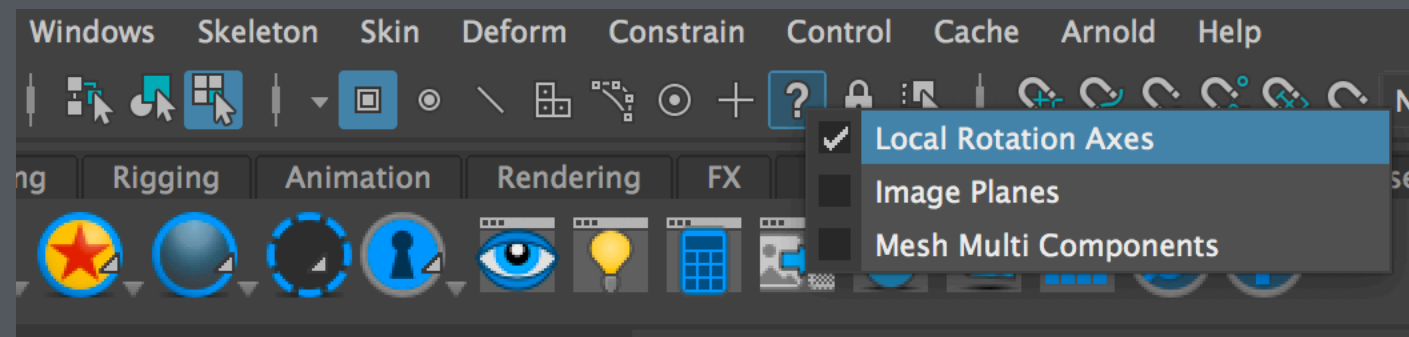 Windows Skeleton Skin Deform Constrain Control Cache Arnold Help
?
Local Rotation Axes
Rigging Animation Rendering FX
Image Planes
Mesh Multi Components